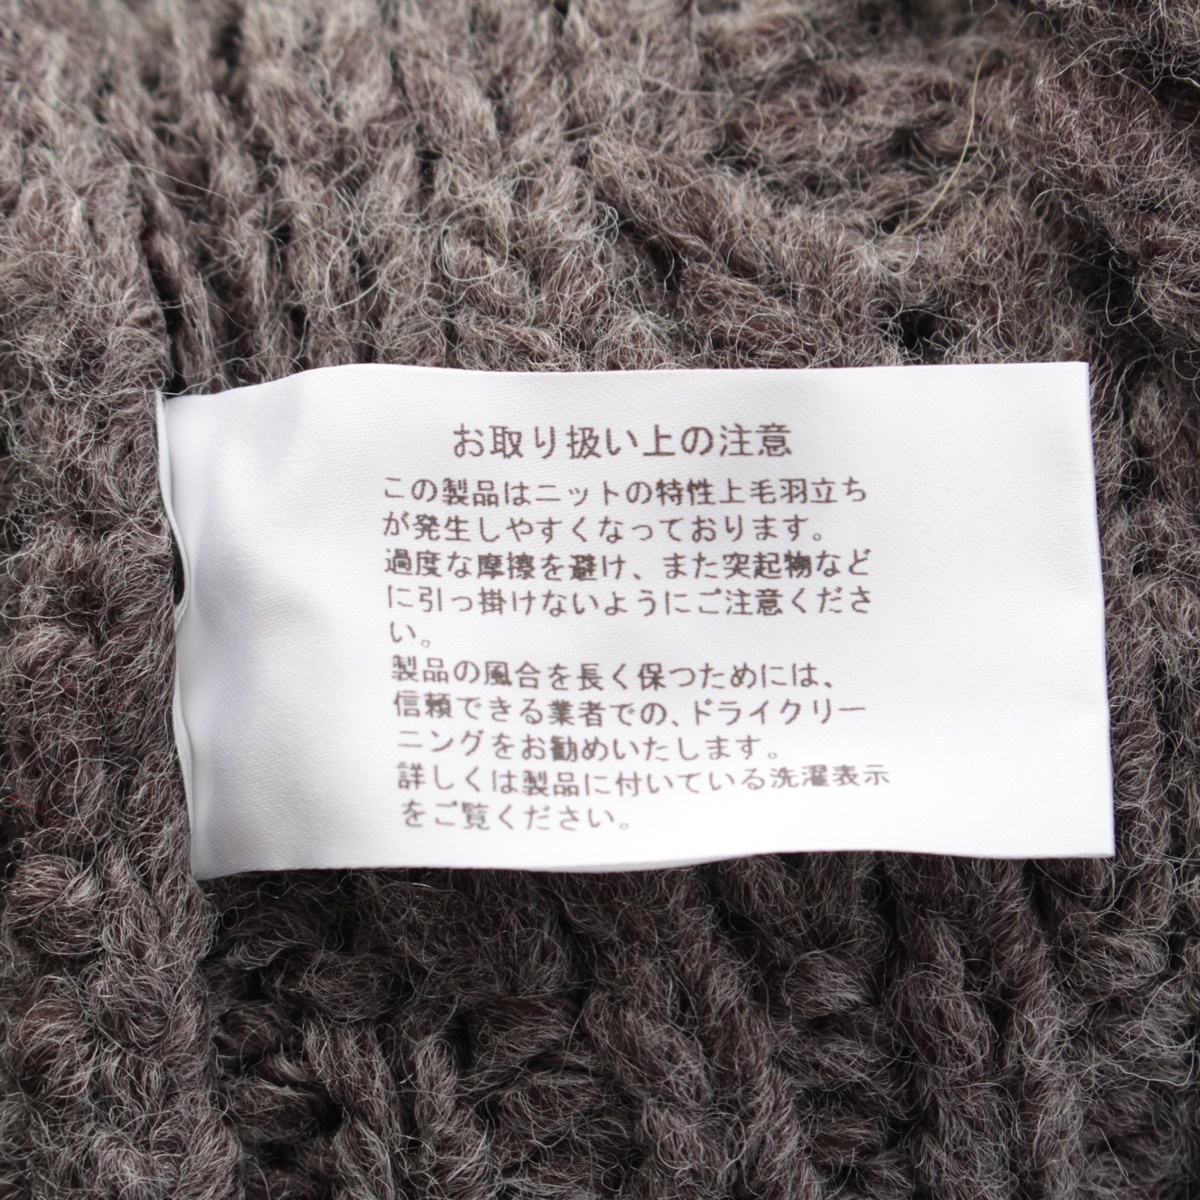 お取り扱い上の注意
この製品はニットの特性上毛羽立ち
が発生しやすくなっております。
過度な摩擦を避け、また突起物など
に引っ掛けないようにご注意くださ
い。
製品の風合を長く保つためには、
信頼できる業者での、ドライクリー
ニングをお勧めいたします。
詳しくは製品に付いている洗濯表示
をご覧ください。